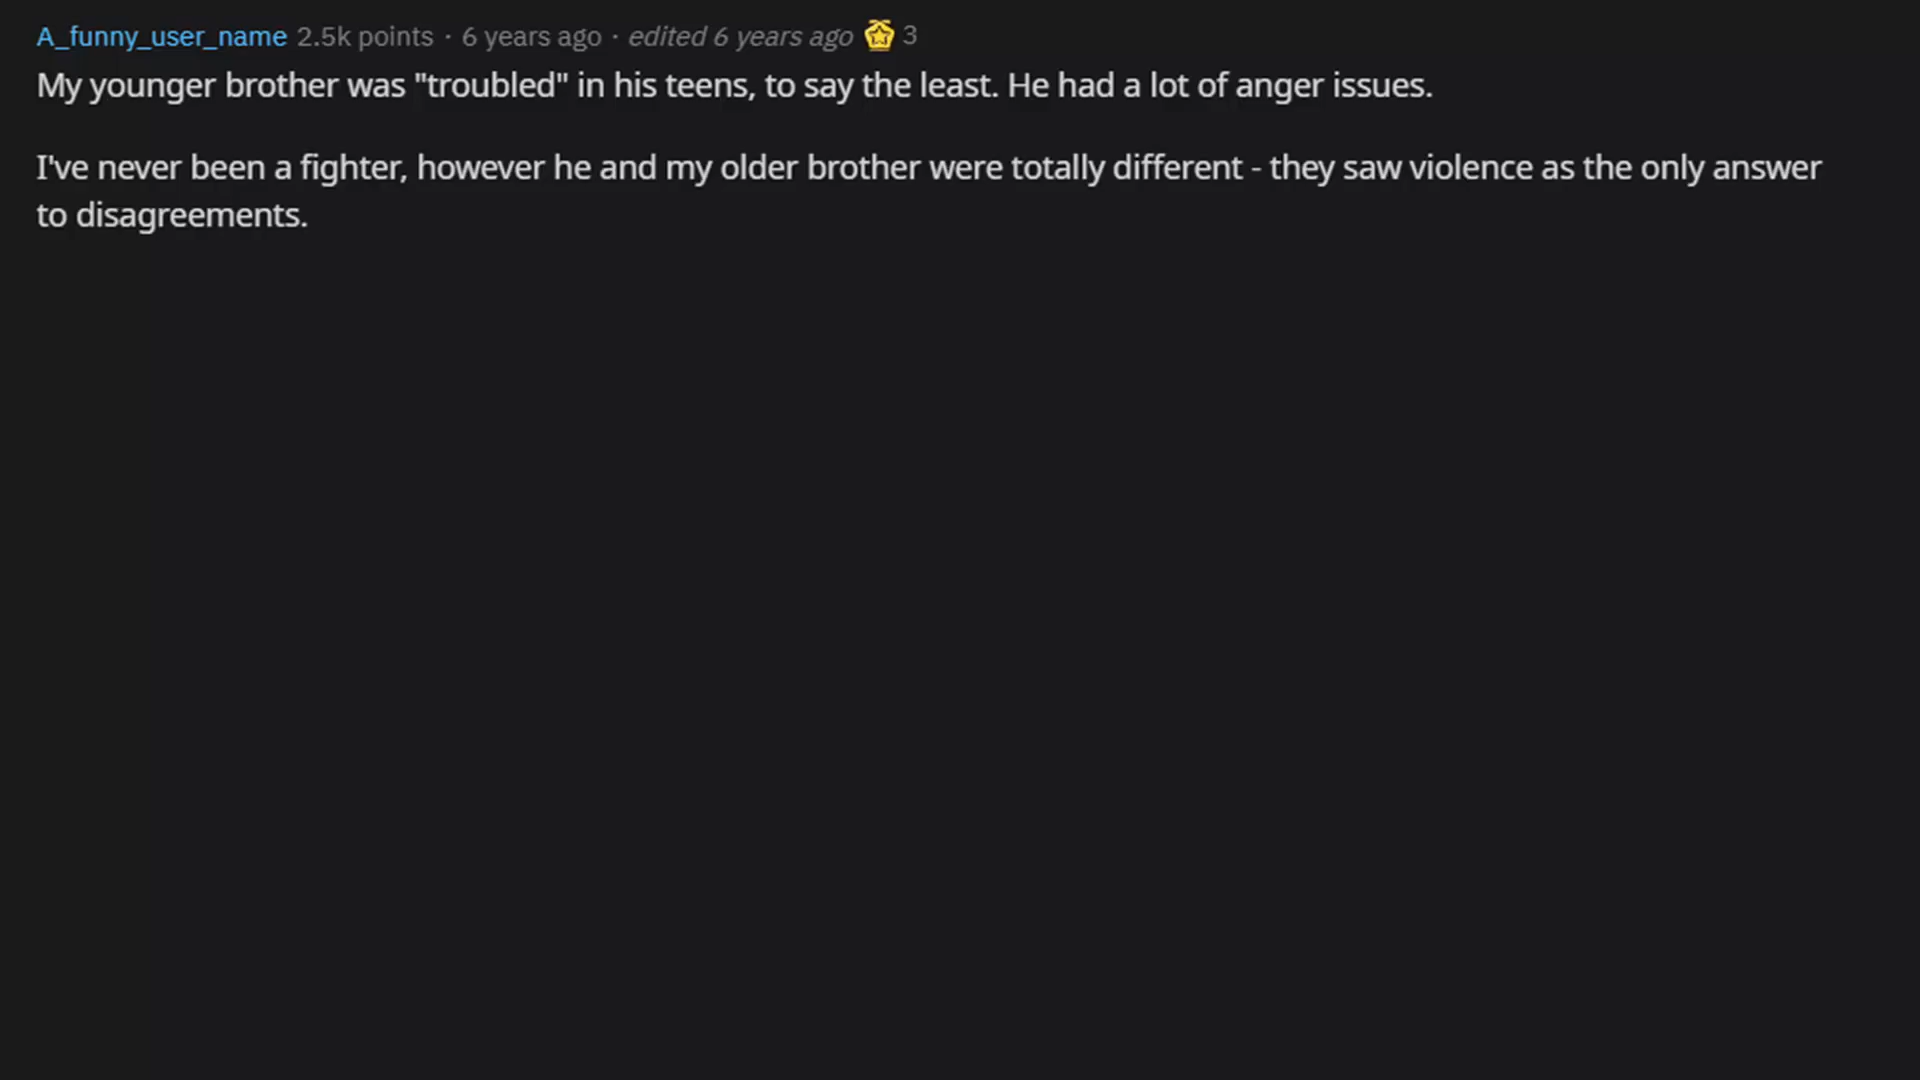 A_funny_user_name 2.5k points · 6 years ago · edited 6 years ago 3
My younger brother was "troubled" in his teens, to say the least. He had a lot of anger issues.
I've never been a fighter, however he and my older brother were totally different - they saw violence as the only answer
to disagreements.